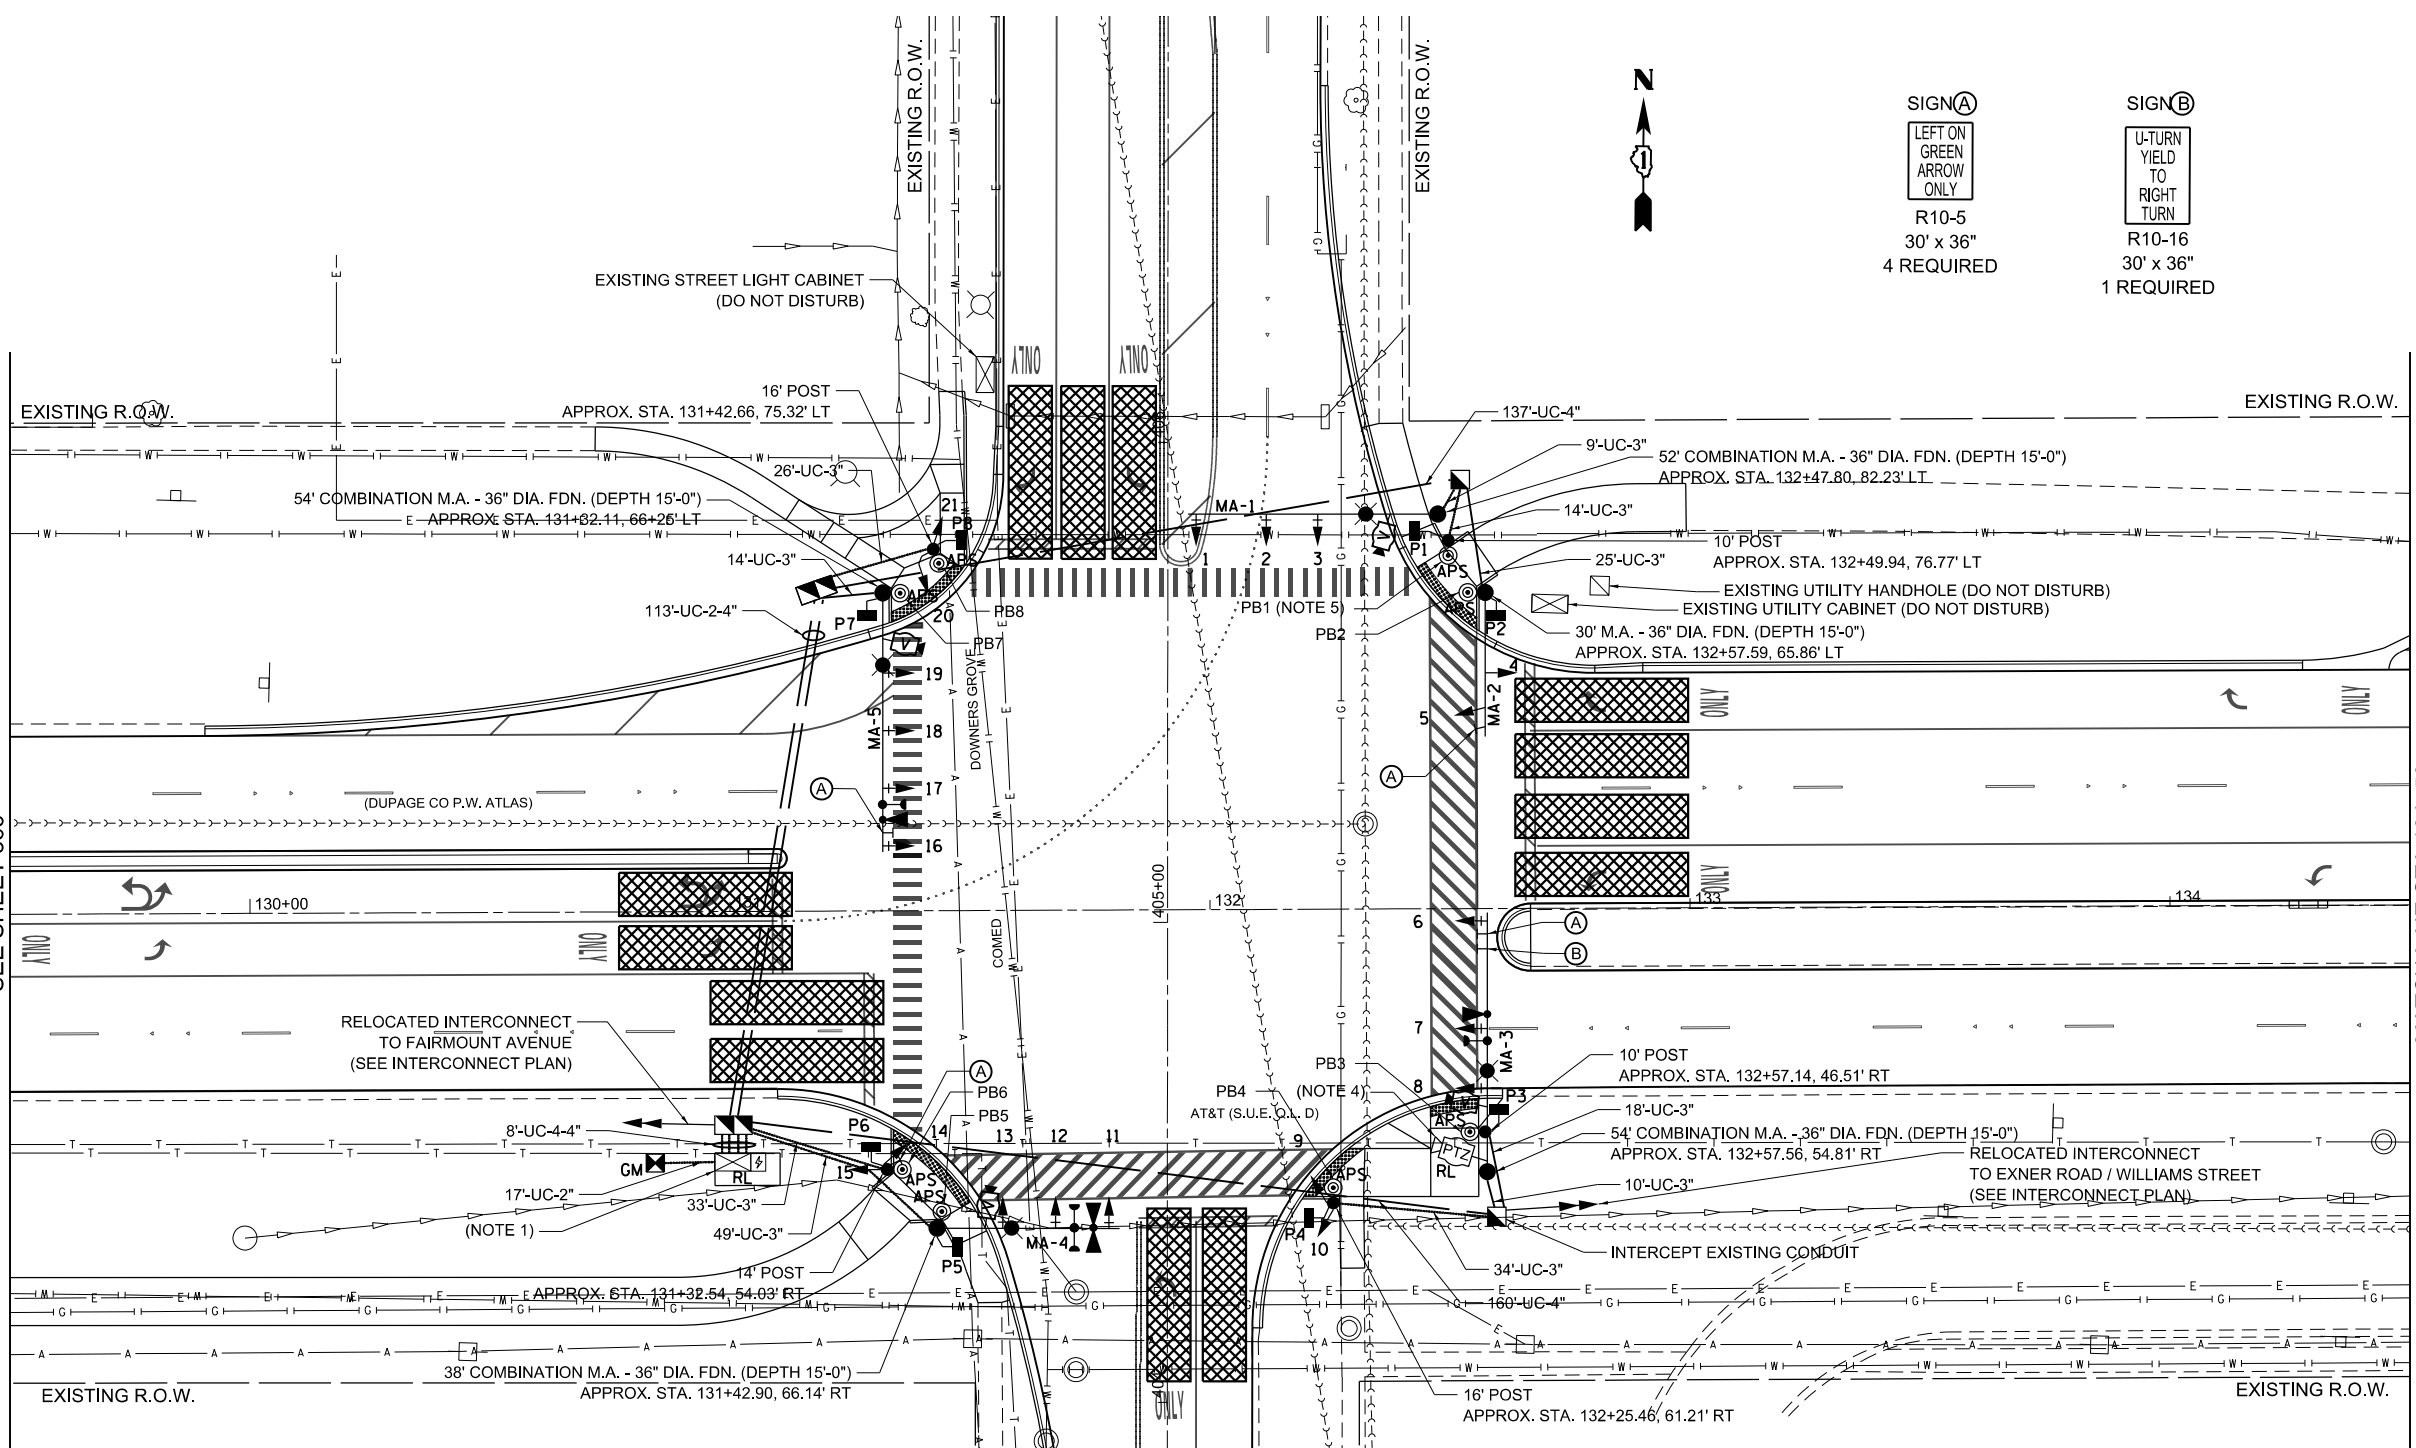 EXISTING R.O.W.
EXISTING R.O.W.
N
1
SIGN A
LEFT ON
GREEN
ARROW
ONLY
R10-5
30' x 36"
4 REQUIRED
SIGN B
U-TURN
YIELD
TO
RIGHT
TURN
R10-16
30' x 36"
1 REQUIRED
EXISTING STREET LIGHT CABINET
(DO NOT DISTURB)
ONLY
ONLY
16' POST
APPROX. STA. 131+42.66, 75.32' LT
EXISTING R.O.W.
EXISTING R.O.W.
137'-UC-4"
9'-UC-3"
52' COMBINATION M.A. - 36" DIA. FDN. (DEPTH 15'-0")
APPROX. STA. 132+47.80, 82.23' LT
26'-UC-3"
54' COMBINATION M.A. - 36" DIA. FDN. (DEPTH 15'-0")
APPROX. STA. 131+32.11, 66+25' LT
21
P8
MA-1
14'-UC-3"
P1
10' POST
APPROX. STA. 132+49.94, 76.77' LT
14'-UC-3"
APS
1
2
3
APS
25'-UC-3"
EXISTING UTILITY HANDHOLE (DO NOT DISTURB)
EXISTING UTILITY CABINET (DO NOT DISTURB)
113'-UC-2-4"
APS
P7
20
PB8
PB1 (NOTE 5)
APS
P2
PB7
PB2
30' M.A. - 36" DIA. FDN. (DEPTH 15'-0")
APPROX. STA. 132+57.59, 65.86' LT
V
V
19
4
MA-2
5
DOWNERS GROVE
MA-5
18
ONLY
ONLY
A
17
A
(DUPAGE CO P.W. ATLAS)
16
405+00
ONLY
130+00
132
133
134
6
A
B
ONLY
ONLY
COMED
RELOCATED INTERCONNECT
TO FAIRMOUNT AVENUE
(SEE INTERCONNECT PLAN)
7
MA-3
A
PB6
PB5
PB3
PB4
(NOTE 4)
AT&T (S.U.E. Q.L. D)
8
P3
10' POST
APPROX. STA. 132+57.14, 46.51' RT
18'-UC-3"
54' COMBINATION M.A. - 36" DIA. FDN. (DEPTH 15'-0")
APPROX. STA. 132+57.56, 54.81' RT
8'-UC-4-4"
P6
14
13
12
11
9
APS
PTZ
RL
GM
RL
15
APS
APS
APS
RELOCATED INTERCONNECT
TO EXNER ROAD / WILLIAMS STREET
(SEE INTERCONNECT PLAN)
17'-UC-2"
33'-UC-3"
10'-UC-3"
(NOTE 1)
49'-UC-3"
MA-4
P4
10
P5
INTERCEPT EXISTING CONDUIT
14' POST
APPROX. STA. 131+32.54, 54.03' RT
34'-UC-3"
160'-UC-4"
38' COMBINATION M.A. - 36" DIA. FDN. (DEPTH 15'-0")
APPROX. STA. 131+42.90, 66.14' RT
ONLY
16' POST
APPROX. STA. 132+25.46, 61.21' RT
EXISTING R.O.W.
EXISTING R.O.W.